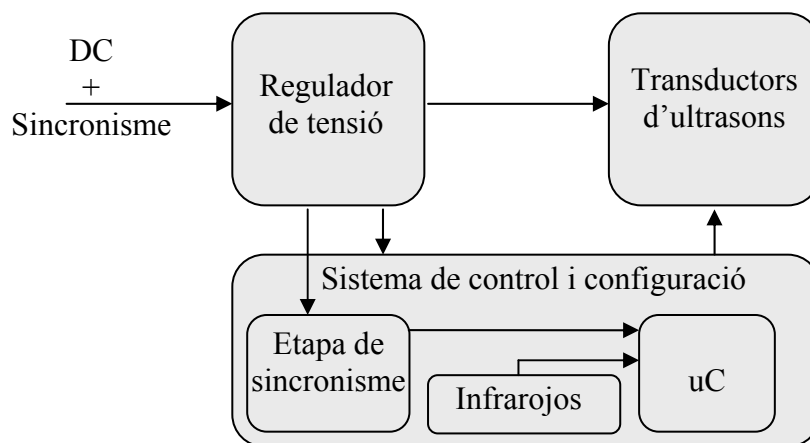 DC
+
Sincronisme
Regulador
de tensió
Transductors
d’ultrasons
Sistema de control i configuració
Etapa de
sincronisme
Infrarojos
uC